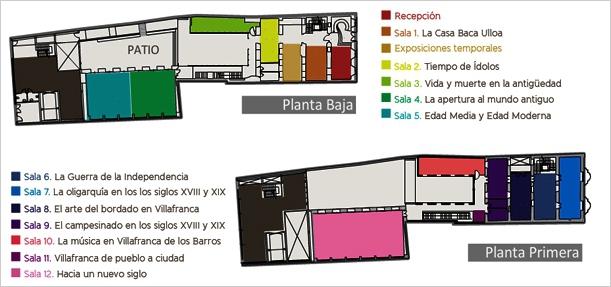 PATIO
Planta Baja
Recepción
Sala 1. La Casa Baca Ulloa
Exposiciones temporales
Sala 2. Tiempo de Ídolos
Sala 3. Vida y muerte en la antigüedad
Sala 4. La apertura al mundo antiguo
Sala 5. Edad Media y Edad Moderna
Sala 6. La Guerra de la Independencia
Sala 7. La oligarquía en los los siglos XVIII y XIX
Sala 8. El arte del bordado en Villafranca
Sala 9. El campesinado en los siglos XVIII y XIX
Sala 10. La música en Villafranca de los Barros
Sala 11. Villafranca de pueblo a ciudad
Sala 12. Hacia un nuevo siglo
Planta Primera